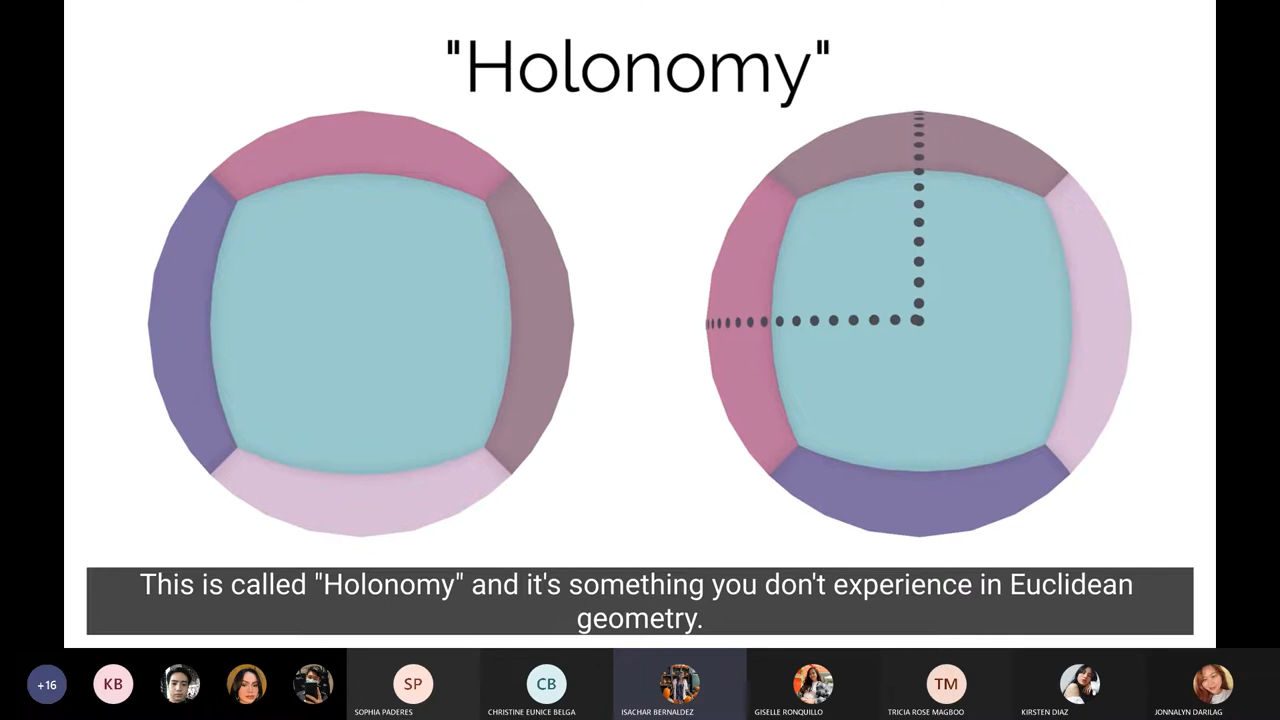 "Holonomy"
This is called "Holonomy" and it's something you don't experience in Euclidean
geometry.
+16
KB
SP
CB
TM
SOPHIA PADERES
CHRISTINE EUNICE BELGA
ISACHAR BERNALDEZ
GISELLE RONQUILLO
TRICIA ROSE MAGBOO
KIRSTEN DIAZ
JONNALYN DARILAG